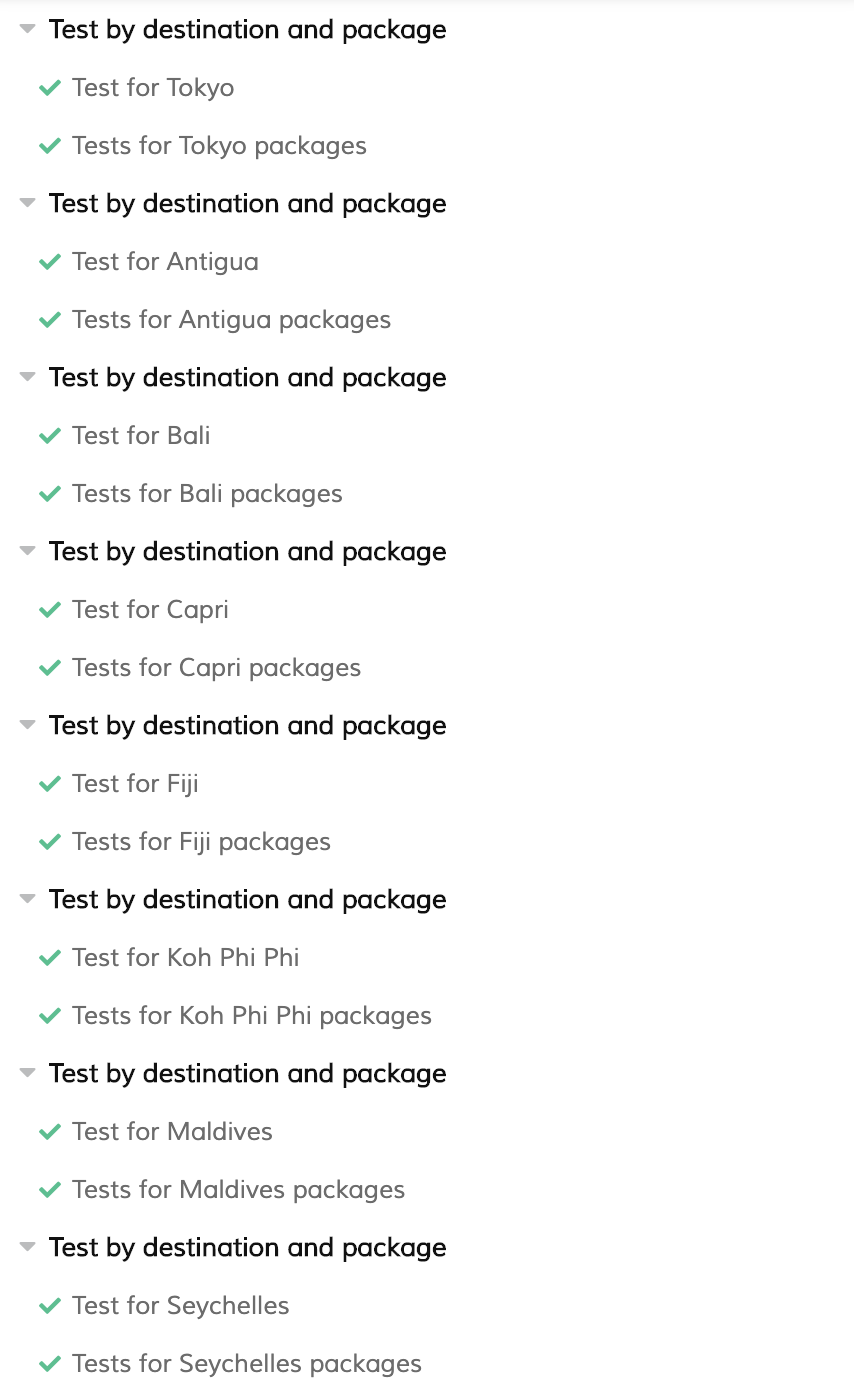 Test by destination and package
Test for Tokyo
Tests for Tokyo packages
Test by destination and package
Test for Antigua
Tests for Antigua packages
Test by destination and package
Test for Bali
Tests for Bali packages
Test by destination and package
Test for Capri
Tests for Capri packages
Test by destination and package
Test for Fiji
Tests for Fiji packages
Test by destination and package
Test for Koh Phi Phi
Tests for Koh Phi Phi packages
Test by destination and package
Test for Maldives
Tests for Maldives packages
Test by destination and package
Test for Seychelles
Tests for Seychelles packages